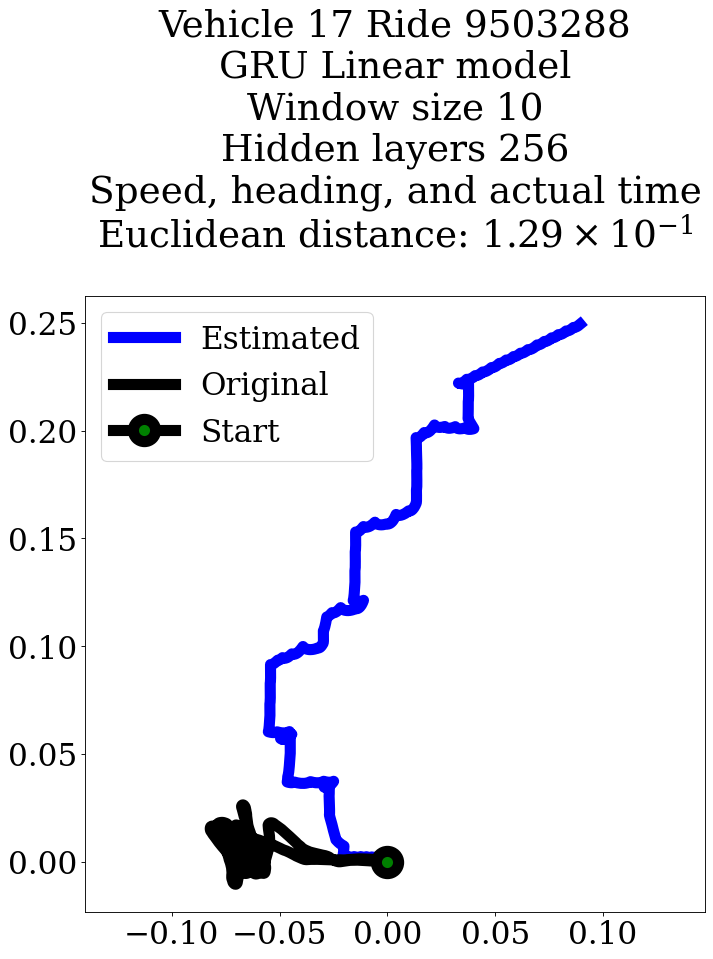 Vehicle 17 Ride 9503288
GRU Linear model
Window size 10
Hidden layers 256
Speed, heading, and actual time
Euclidean distance: 1.29 × 10⁻¹
Estimated
Original
Start
0.25
0.20
0.15
0.10
0.05
0.00
−0.10 −0.05 0.00 0.05 0.10